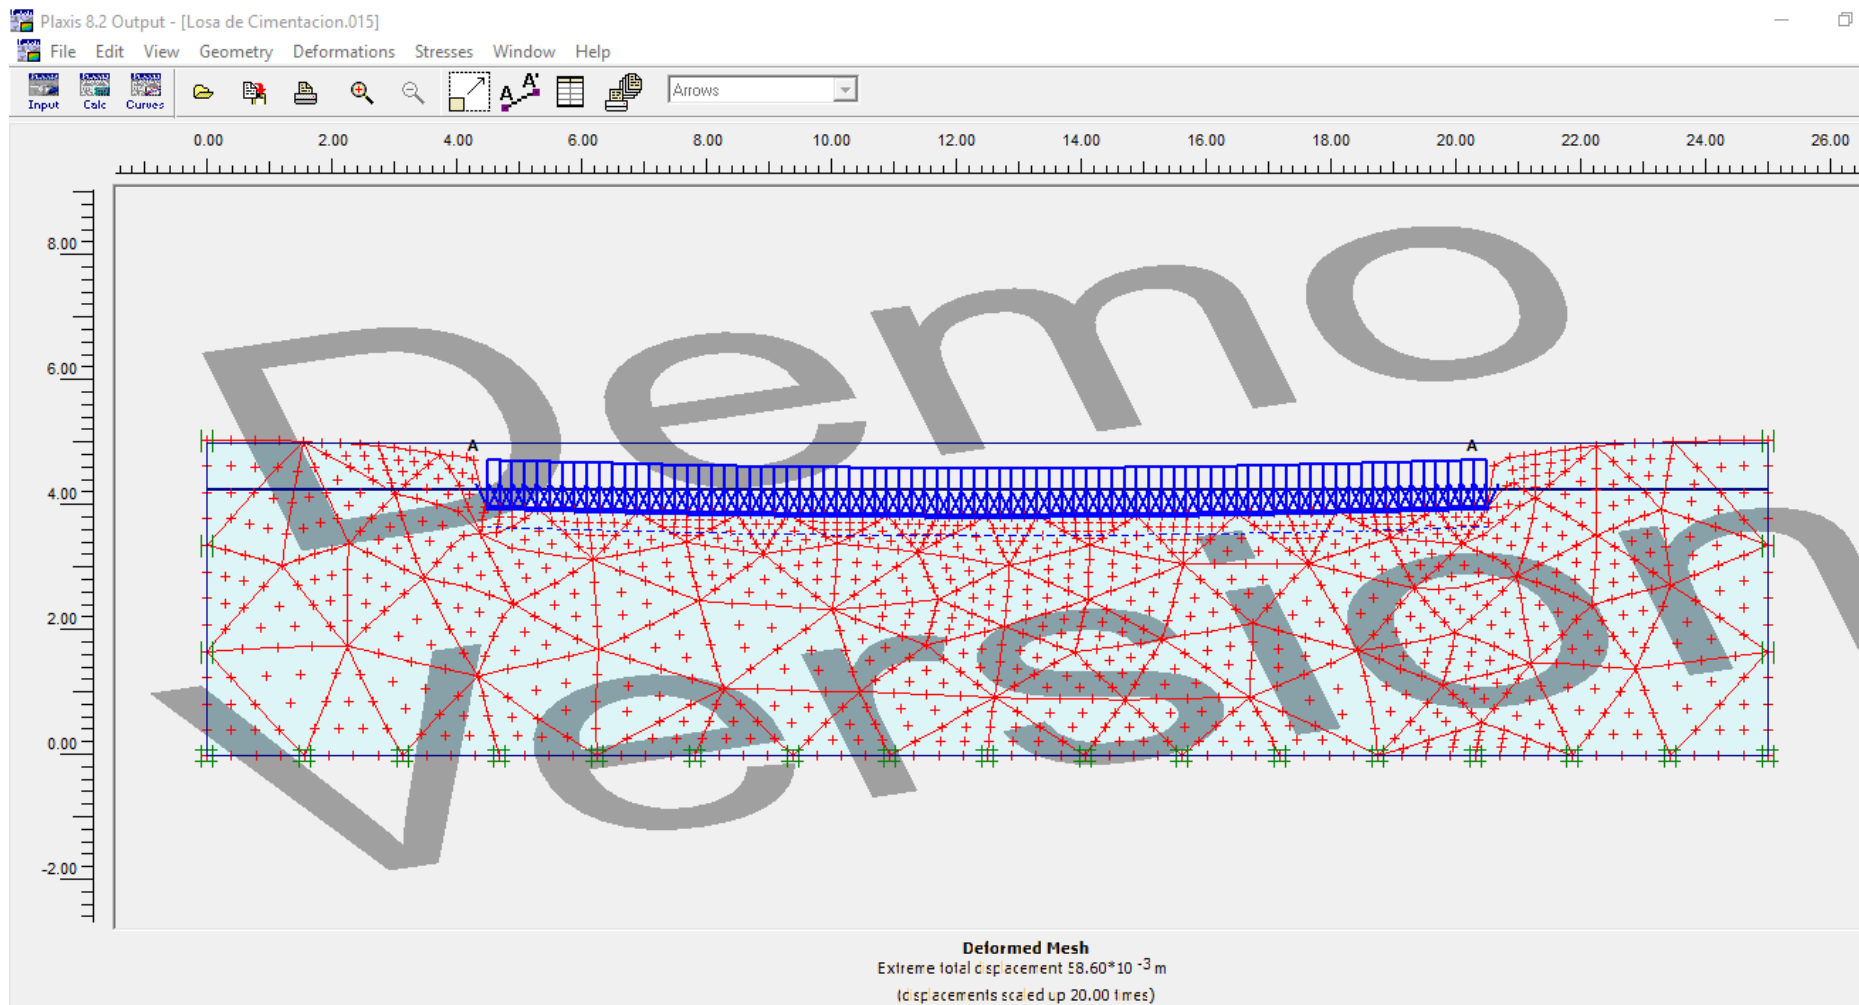 Plaxis 8.2 Output - [Losa de Cimentacion.015]
File Edit View Geometry Deformations Stresses Window Help
Input Calc Curves A A' Arrows
0.00 2.00 4.00 6.00 8.00 10.00 12.00 14.00 16.00 18.00 20.00 22.00 24.00 26.00
8.00
6.00
4.00
2.00
0.00
-2.00
A A
Demo
Version
Deformed Mesh
Extreme total displacement 58.60*10 -3 m
(displacements scaled up 20.00 times)